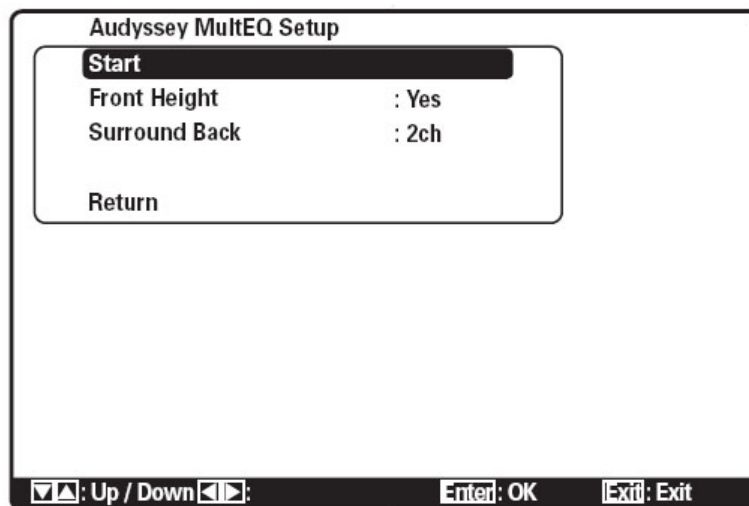 Audyssey MultEQ Setup
Start
Front Height : Yes
Surround Back : 2ch
Return
▼▲: Up / Down ◀▶: Enter: OK Exit: Exit